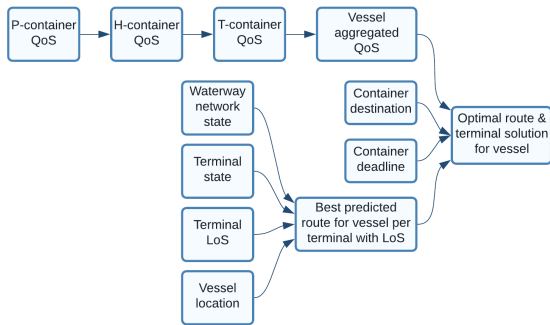 P-container
QoS
H-container
QoS
T-container
QoS
Vessel
aggregated
QoS
Waterway
network
state
Container
destination
Optimal route &
terminal solution
for vessel
Terminal
state
Container
deadline
Terminal
LoS
Best predicted
route for vessel per
terminal with LoS
Vessel
location